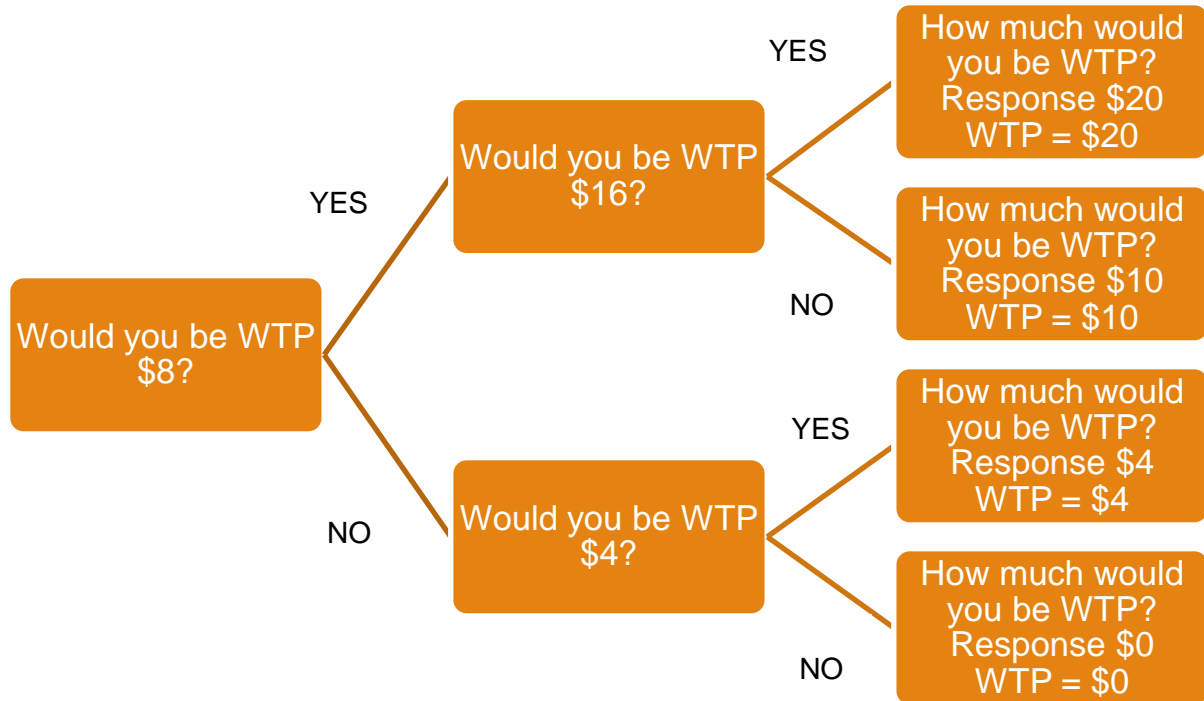 Would you be WTP
$8?
YES
NO
Would you be WTP
$16?
Would you be WTP
$4?
YES
NO
YES
NO
How much would
you be WTP?
Response $20
WTP = $20
How much would
you be WTP?
Response $10
WTP = $10
How much would
you be WTP?
Response $4
WTP = $4
How much would
you be WTP?
Response $0
WTP = $0